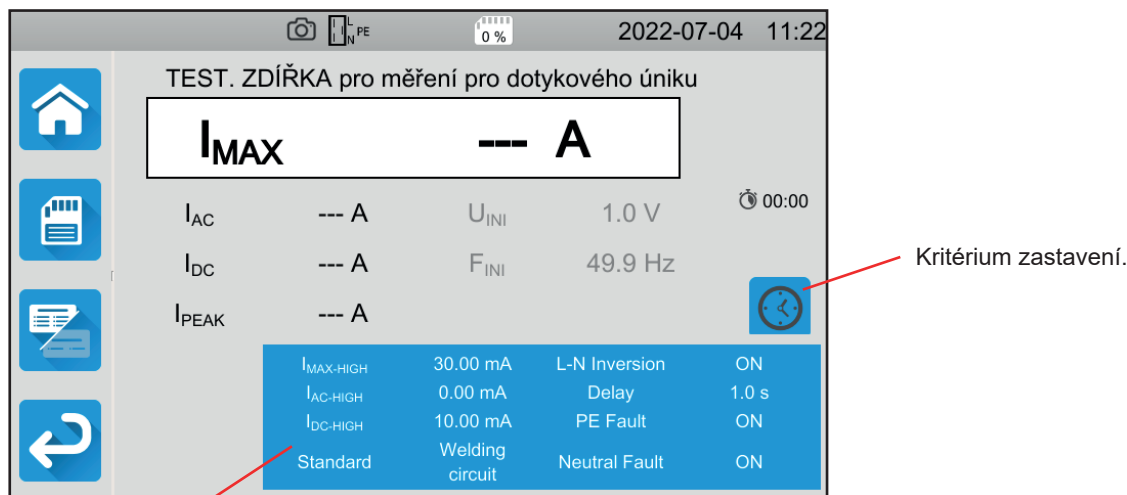 L N PE 0 % 2022-07-04 11:22
TEST. ZDÍŘKA pro měření pro dotykového úniku
IMAX --- A
IAC --- A UINI 1.0 V 00:00
IDC --- A FINI 49.9 Hz
Kritérium zastavení.
IPEAK --- A
IMAX-HIGH 30.00 mA L-N Inversion ON
IAC-HIGH 0.00 mA Delay 1.0 s
IDC-HIGH 10.00 mA PE Fault ON
Standard Welding circuit Neutral Fault ON